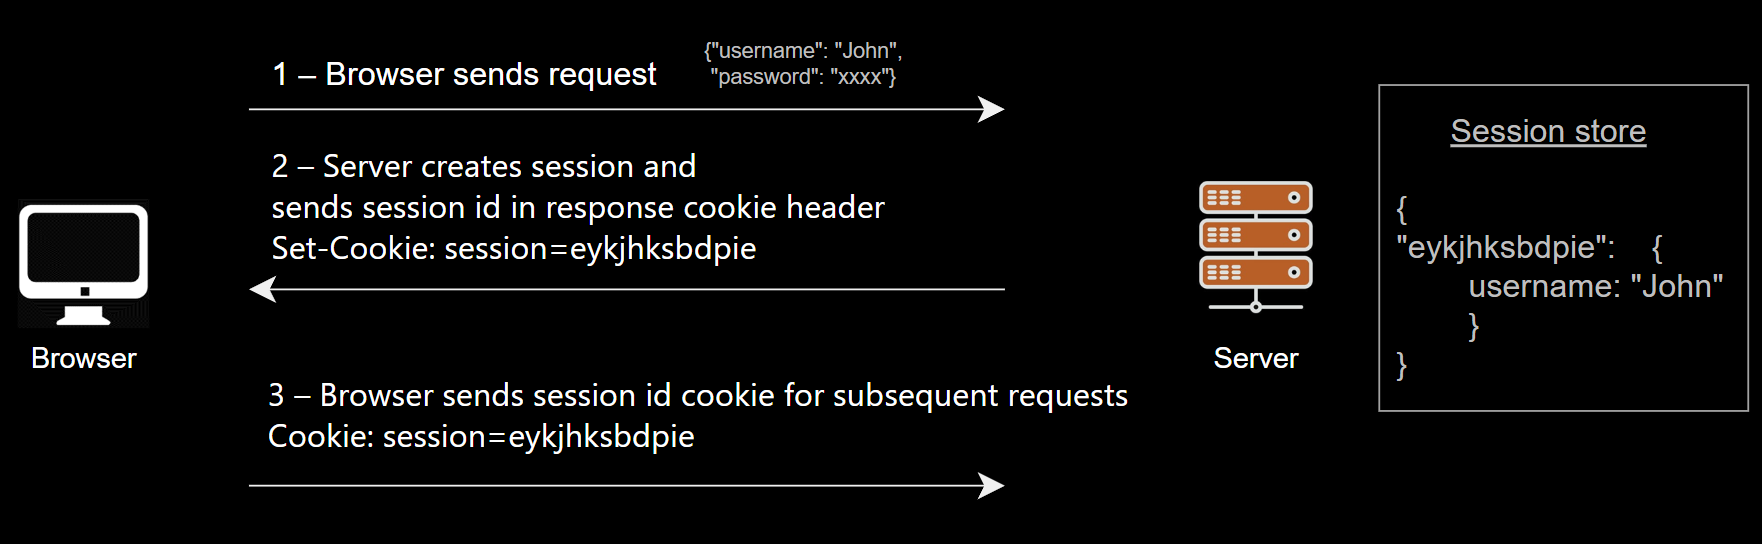 1 – Browser sends request
{"username": "John",
"password": "xxxx"}
2 – Server creates session and
sends session id in response cookie header
Set-Cookie: session=eykjhksbdpie
Browser
3 – Browser sends session id cookie for subsequent requests
Cookie: session=eykjhksbdpie
Server
Session store
{
"eykjhksbdpie": {
username: "John"
}
}